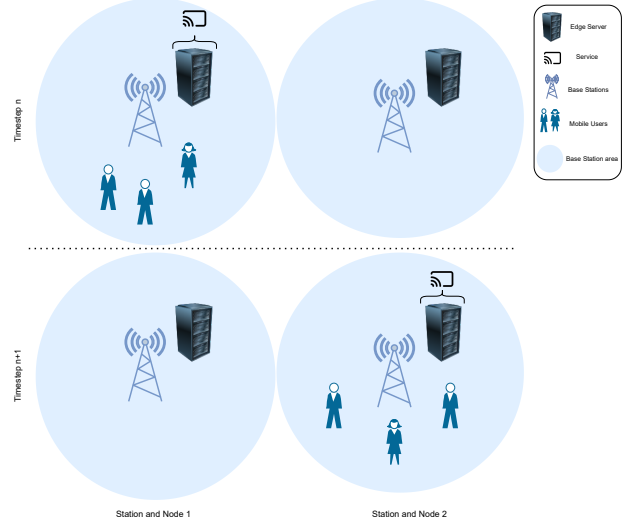 Edge Server
Service
Base Stations
Mobile Users
Base Station area
Timestep n
Timestep n+1
Station and Node 1
Station and Node 2